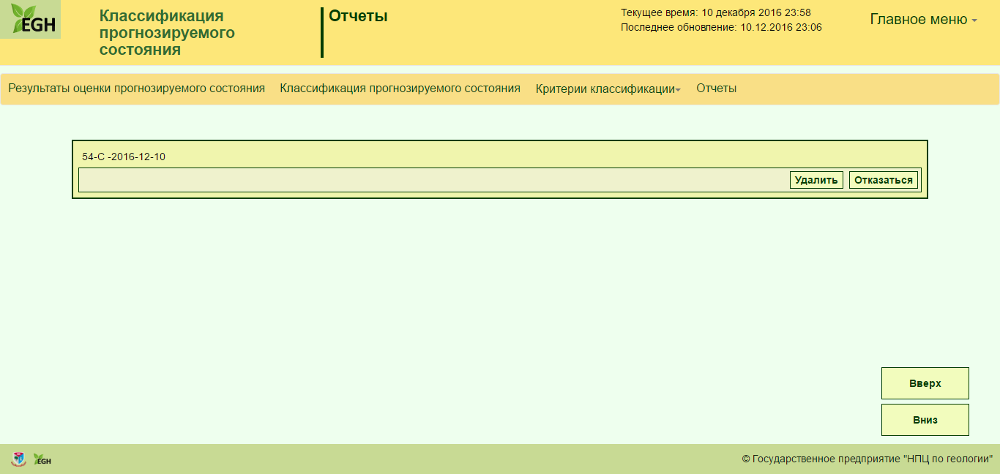 EGH
Классификация
прогнозируемого
состояния
Отчеты
Текущее время: 10 декабря 2016 23:58
Последнее обновление: 10.12.2016 23:06
Главное меню
Результаты оценки прогнозируемого состояния Классификация прогнозируемого состояния Критерии классификации Отчеты
54-С -2016-12-10
Удалить Отказаться
Вверх
Вниз
EGH
© Государственное предприятие "НПЦ по геологии"